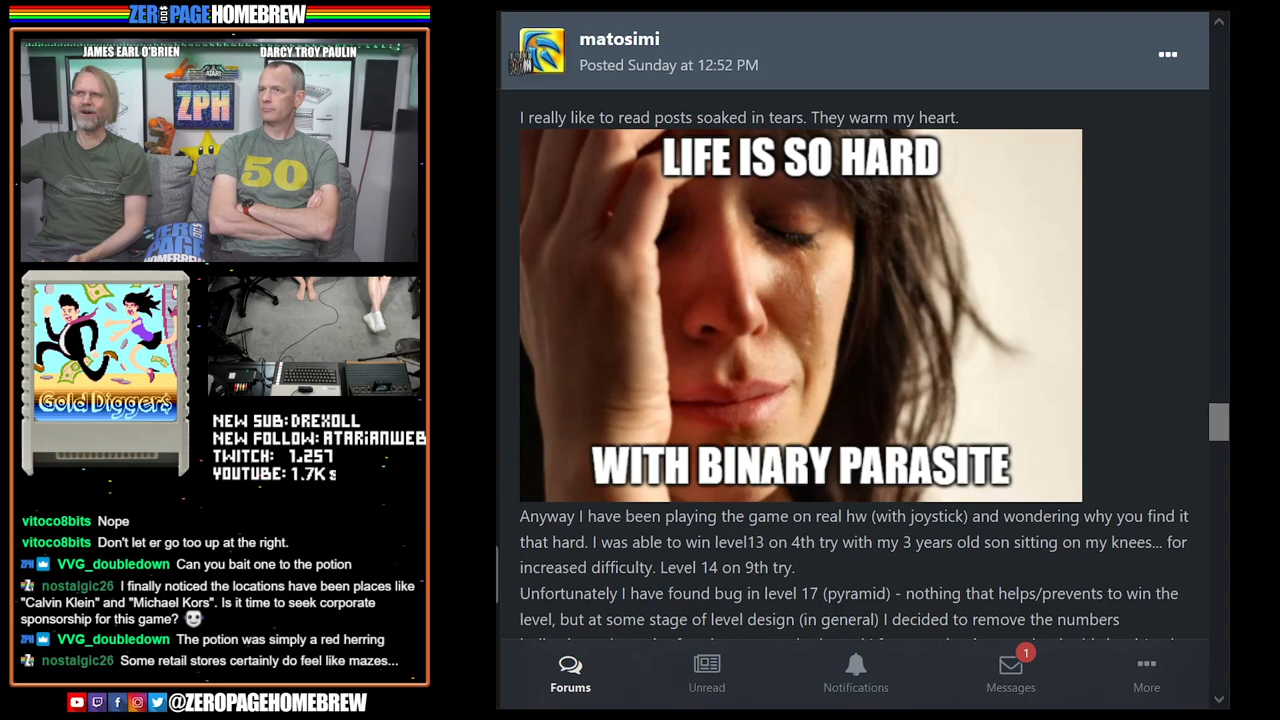 ZERO PAGE HOMEBREW
JAMES EARL O'BRIEN
DARCY TROY PAULIN
ATARI
ZPH
50
ZERO
PAGE
HOMEBREW
Gold Digger$
NEW SUB: DREXOLL
NEW FOLLOW: ATARIANWEB
TWITCH: 1,257
YOUTUBE: 1.7K s
vitoco8bits Nope
vitoco8bits Don't let er go too up at the right.
VVG_doubledown Can you bait one to the potion
nostalgic26 I finally noticed the locations have been places like
"Calvin Klein" and "Michael Kors". Is it time to seek corporate
sponsorship for this game?
VVG_doubledown The potion was simply a red herring
nostalgic26 Some retail stores certainly do feel like mazes...
@ZEROPAGEHOMEBREW
matosimi
Posted Sunday at 12:52 PM
I really like to read posts soaked in tears. They warm my heart.
LIFE IS SO HARD
WITH BINARY PARASITE
Anyway I have been playing the game on real hw (with joystick) and wondering why you find it
that hard. I was able to win level13 on 4th try with my 3 years old son sitting on my knees... for
increased difficulty. Level 14 on 9th try.
Unfortunately I have found bug in level 17 (pyramid) - nothing that helps/prevents to win the
level, but at some stage of level design (in general) I decided to remove the numbers
Forums
Unread
Notifications
1
Messages
More